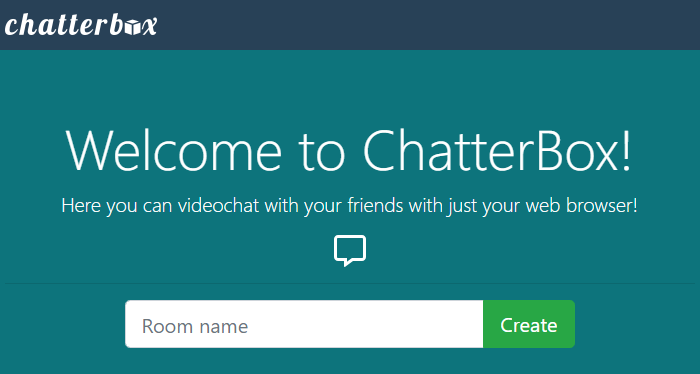 chatterbox
Welcome to ChatterBox!
Here you can videochat with your friends with just your web browser!
Room name
Create